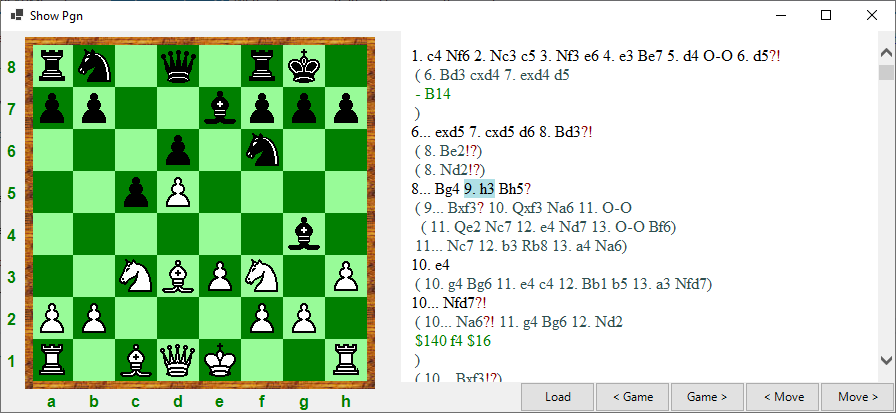 Show Pgn
8
7
6
5
4
3
2
1
a b c d e f g h
1. c4 Nf6 2. Nc3 c5 3. Nf3 e6 4. e3 Be7 5. d4 O-O 6. d5?!
( 6. Bd3 cxd4 7. exd4 d5
- B14
)
6... exd5 7. cxd5 d6 8. Bd3?!
( 8. Be2!?)
( 8. Nd2!?)
8... Bg4 9. h3 Bh5?
( 9... Bxf3? 10. Qxf3 Na6 11. O-O
( 11. Qe2 Nc7 12. e4 Nd7 13. O-O Bf6)
11... Nc7 12. b3 Rb8 13. a4 Na6)
10. e4
( 10. g4 Bg6 11. e4 c4 12. Bb1 b5 13. a3 Nfd7)
10... Nfd7?!
( 10... Na6?! 11. g4 Bg6 12. Nd2
$140 f4 $16
)
( 10... Bxf3!?)
Load < Game Game > < Move Move >